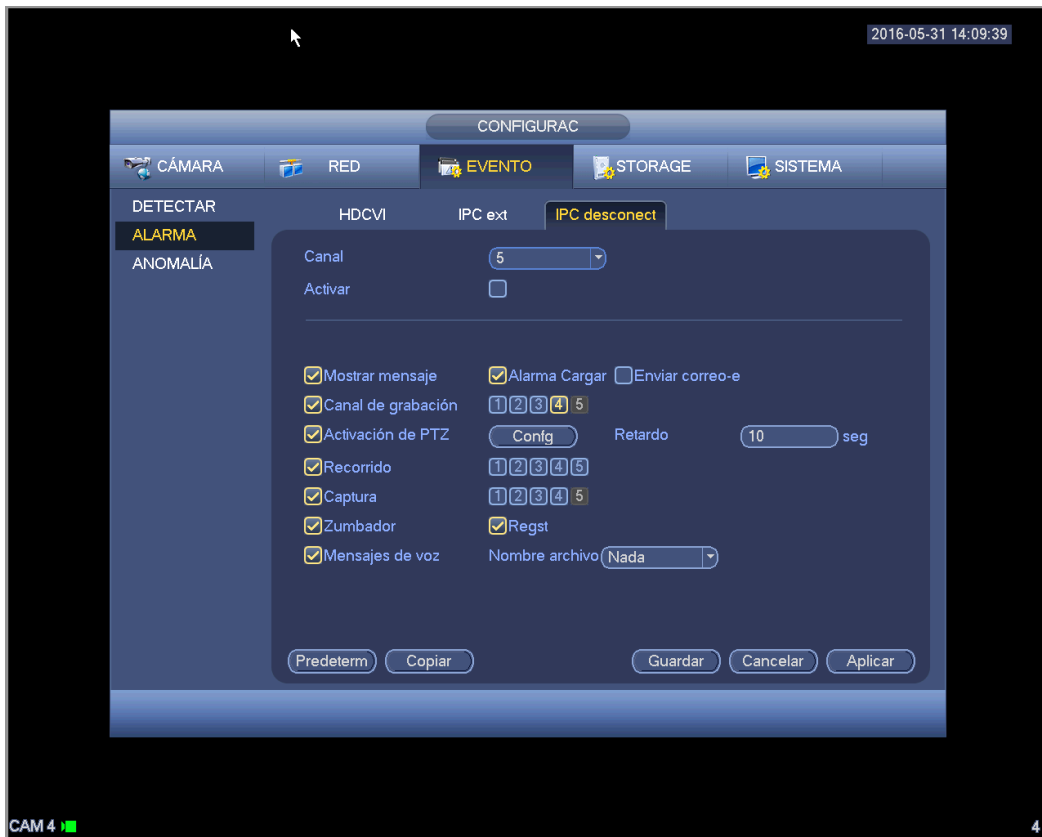 2016-05-31 14:09:39
CONFIGURAC
CÁMARA RED EVENTO STORAGE SISTEMA
DETECTAR
ALARMA
ANOMALÍA
HDCVI IPC ext IPC desconect
Canal 5
Activar
Mostrar mensaje Alarma Cargar Enviar correo-e
Canal de grabación 1 2 3 4 5
Activación de PTZ Confg Retardo 10 seg
Recorrido 1 2 3 4 5
Captura 1 2 3 4 5
Zumbador Regst
Mensajes de voz Nombre archivo Nada
Predeterm Copiar Guardar Cancelar Aplicar
CAM 4 4